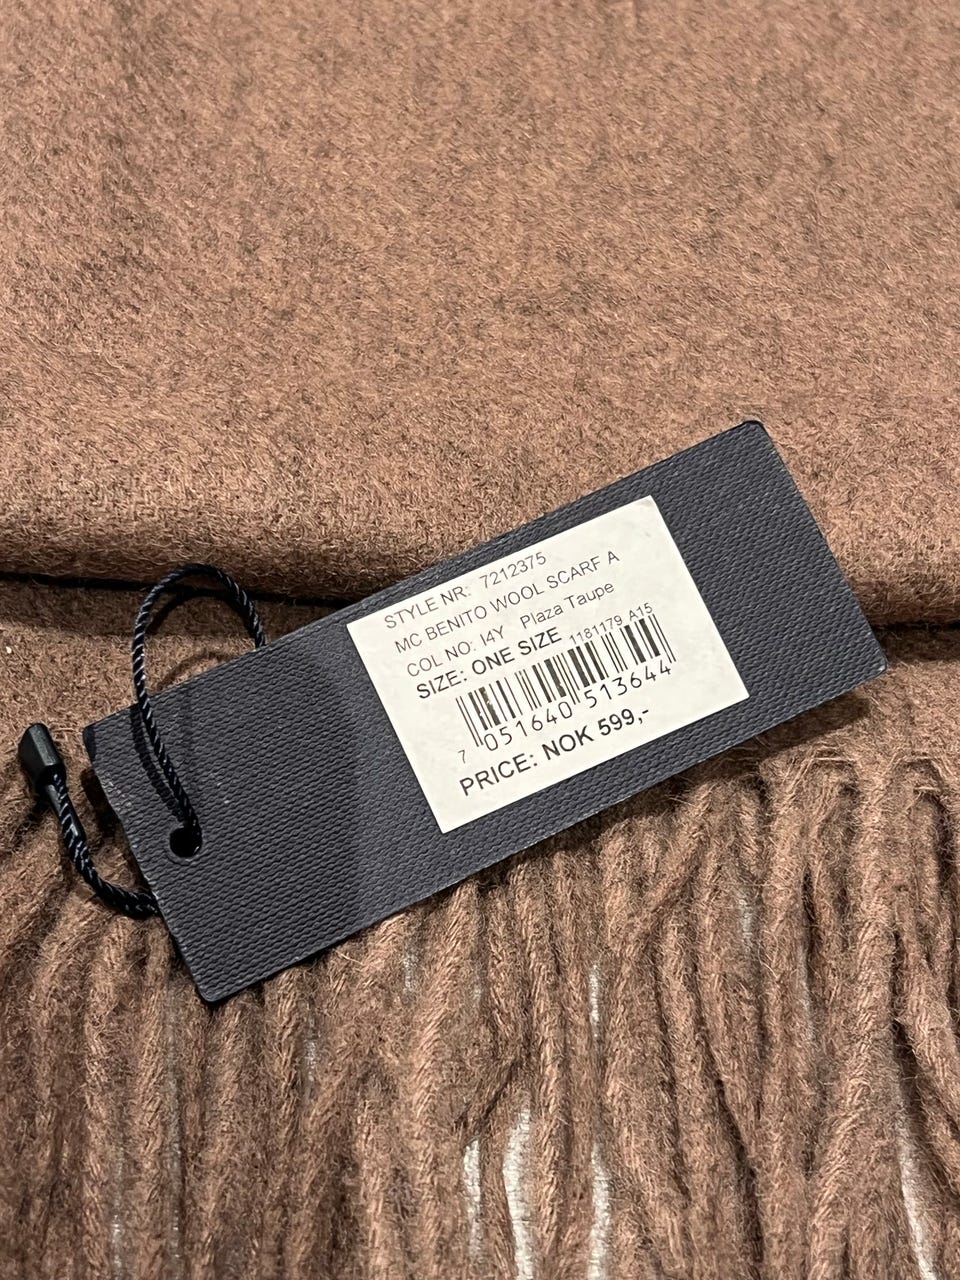 STYLE NR: 7212375
MC BENITO WOOL SCARF A
COL NO: I4Y Plaza Taupe
SIZE: ONE SIZE 1181179 A15
7 051640 513644
PRICE: NOK 599,-